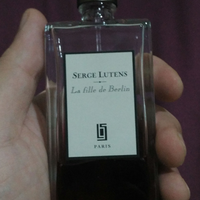 SERGE LUTENS
La fille de Berlin
PARIS